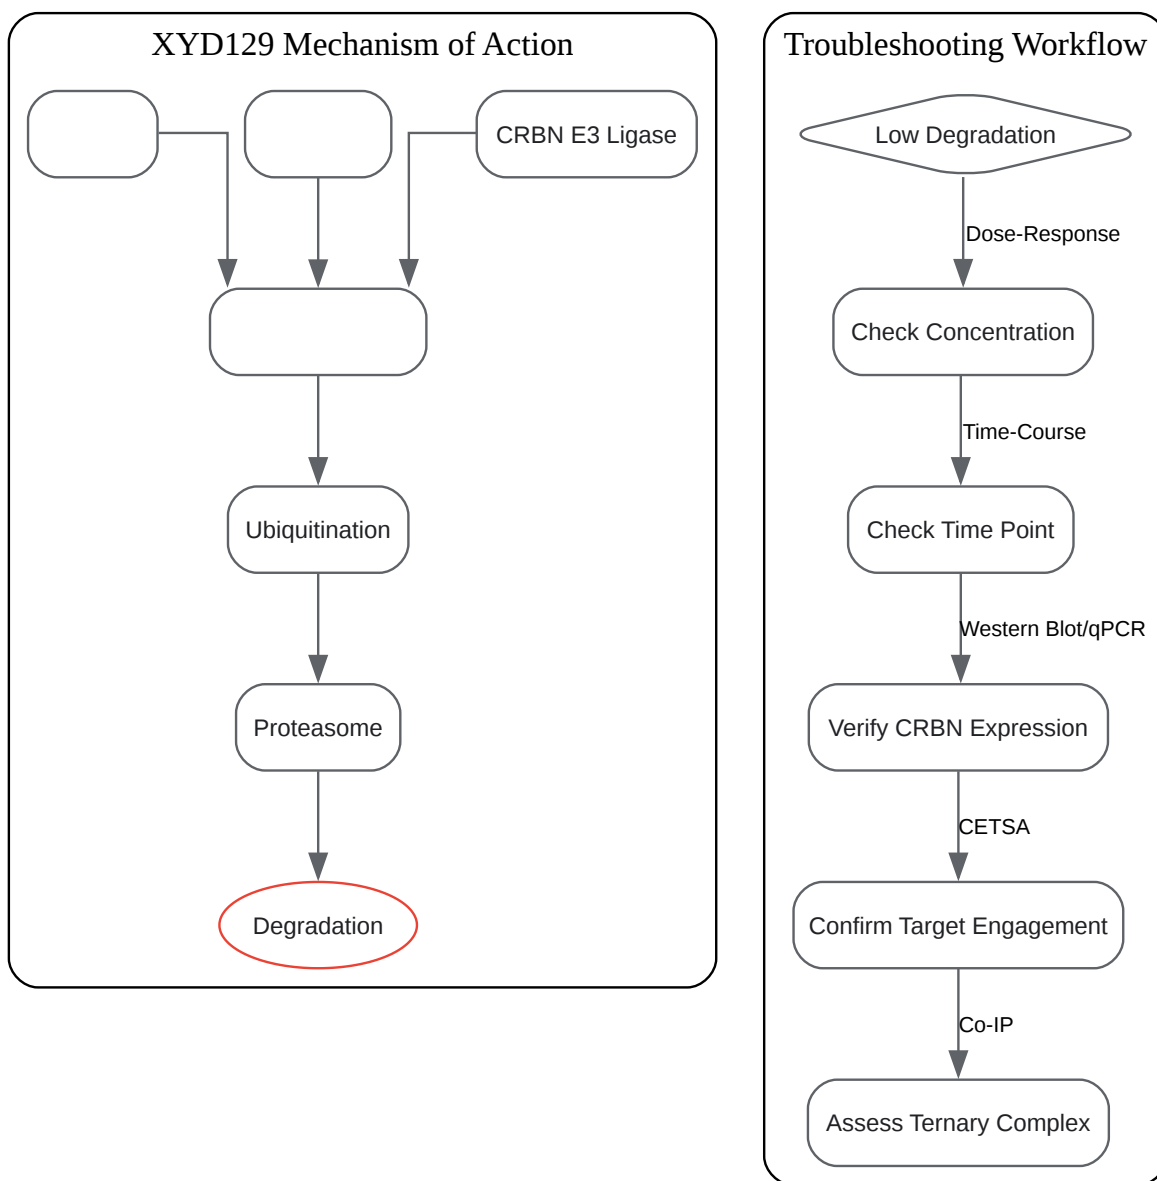 XYD129 Mechanism of Action
CRBN E3 Ligase
Ubiquitination
Proteasome
Degradation
Troubleshooting Workflow
Low Degradation
Dose-Response
Check Concentration
Time-Course
Check Time Point
Western Blot/qPCR
Verify CRBN Expression
CETSA
Confirm Target Engagement
Co-IP
Assess Ternary Complex